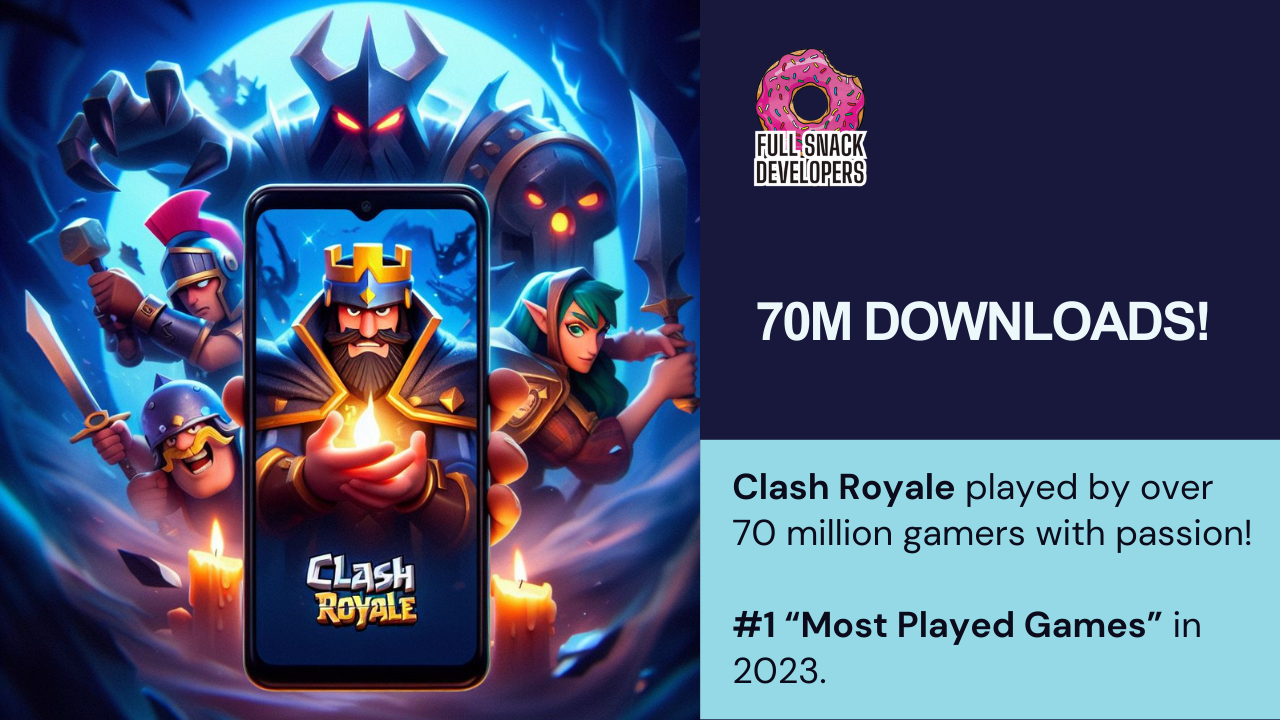 FULL SNACK
DEVELOPERS
70M DOWNLOADS!
CLASH
ROYALE
Clash Royale played by over
70 million gamers with passion!
#1 “Most Played Games” in
2023.